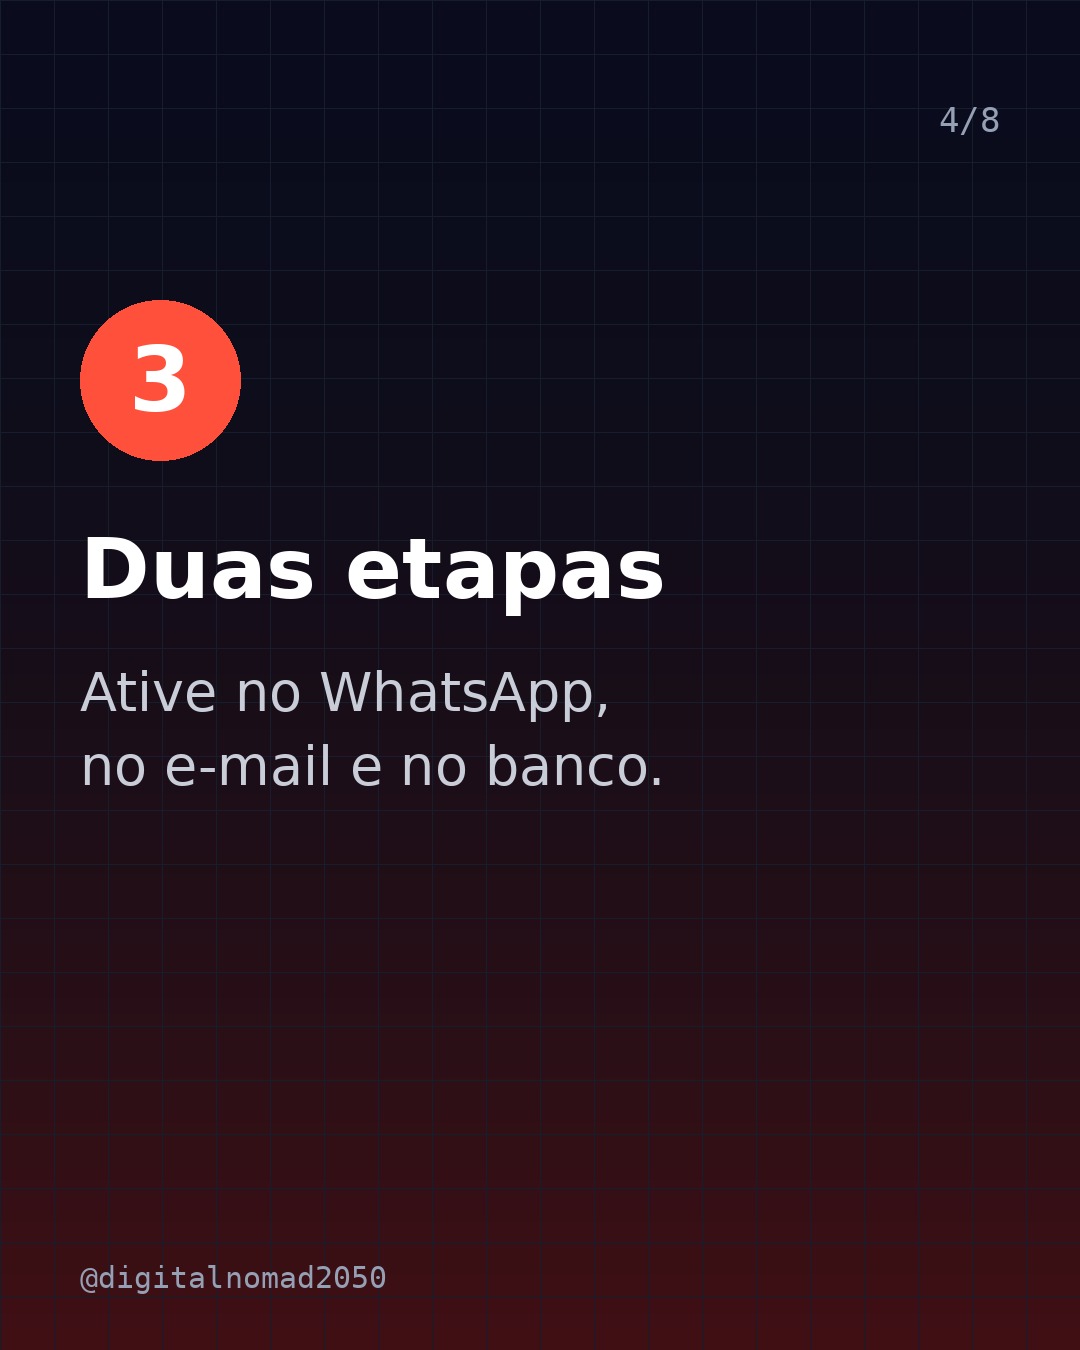 4/8
3
Duas etapas
Ative no WhatsApp,
no e-mail e no banco.
@digitalnomad2050